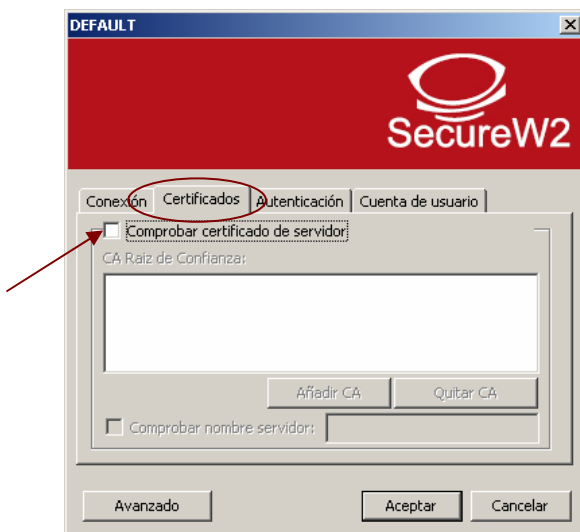 DEFAULT
SecureW2
Conexión Certificados Autenticación Cuenta de usuario
Comprobar certificado de servidor
CA Raiz de Confianza:
Añadir CA Quitar CA
Comprobar nombre servidor:
Avanzado Aceptar Cancelar